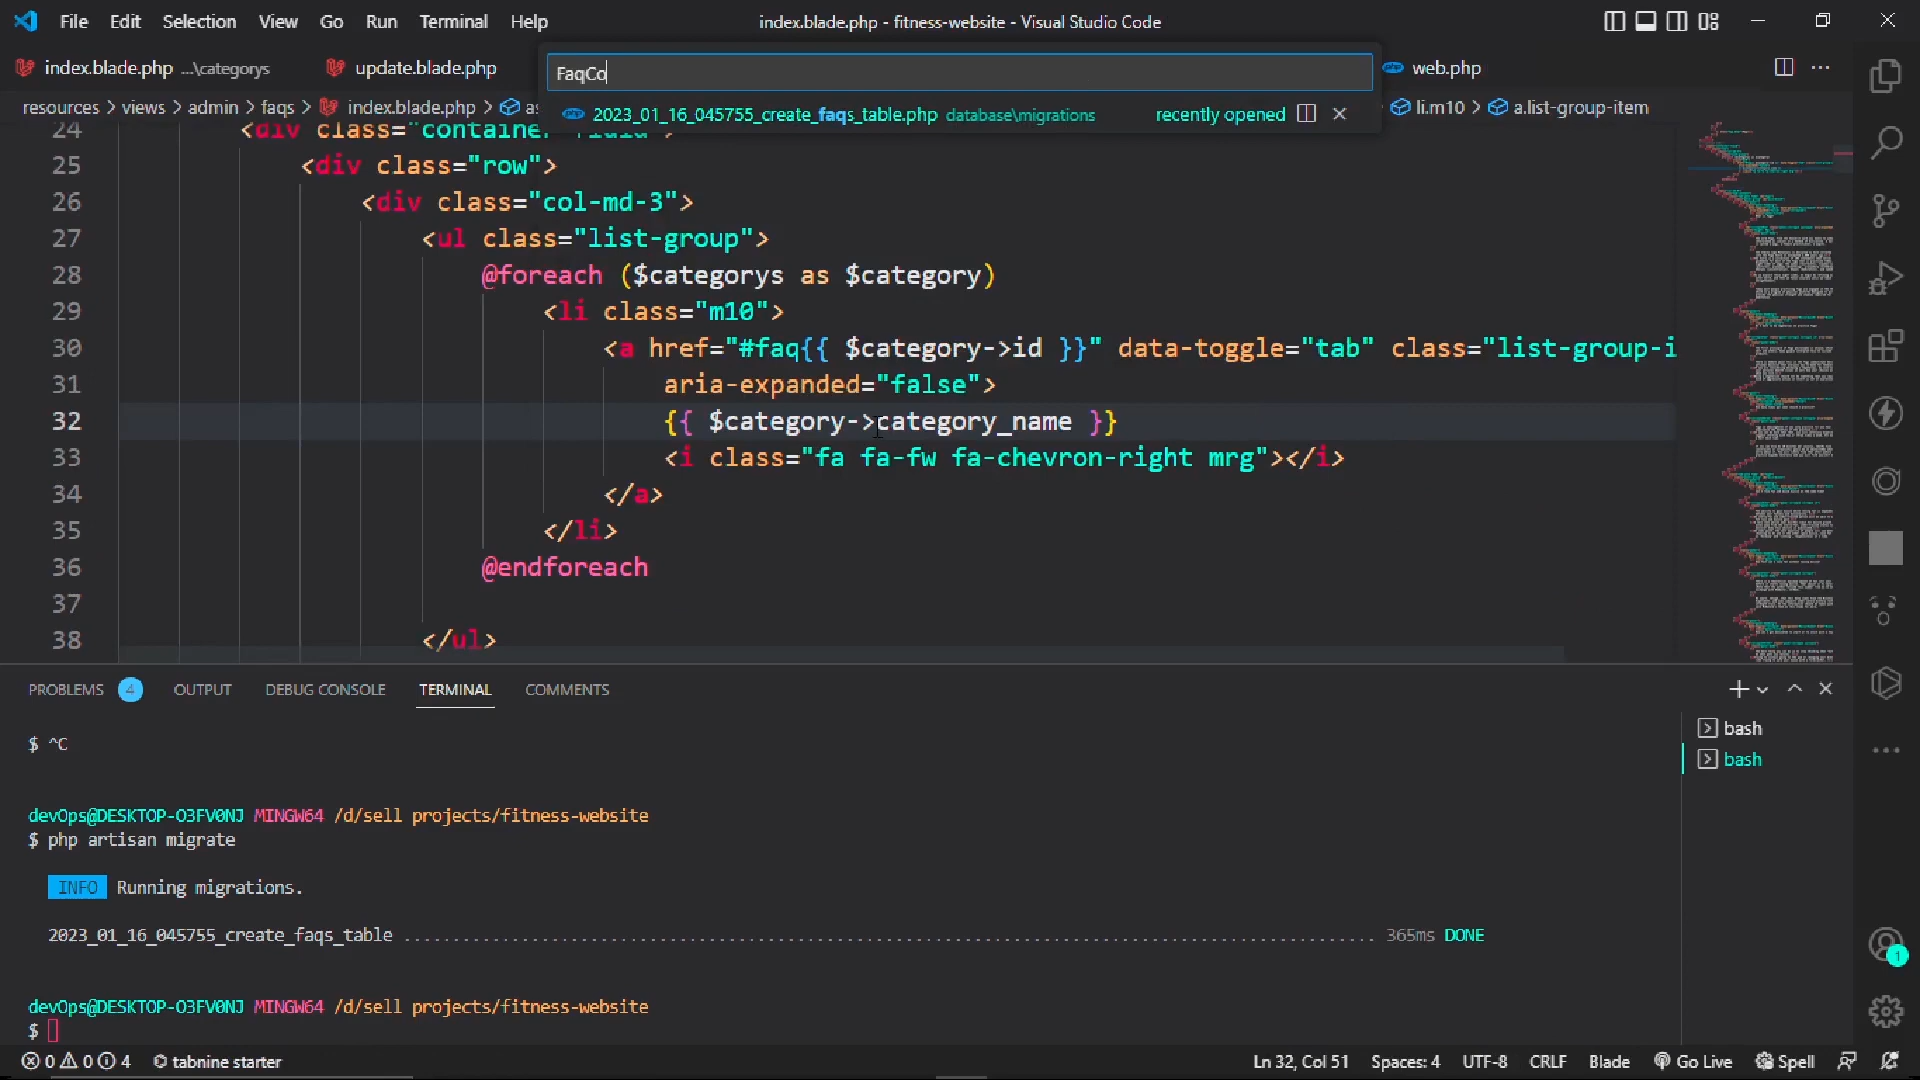 File Edit Selection View Go Run Terminal Help
index.blade.php - fitness-website - Visual Studio Code
index.blade.php ...\categorys
update.blade.php
FaqCo
web.php
resources > views > admin > faqs > index.blade.php > as
2023_01_16_045755_create_faqs_table.php database\migrations recently opened
li.m10 > a.list-group-item
24 <div class="container
25 <div class="row">
26 <div class="col-md-3">
27 <ul class="list-group">
28 @foreach ($categorys as $category)
29 <li class="m10">
30 <a href="#faq{{ $category->id }}" data-toggle="tab" class="list-group-i
31 aria-expanded="false">
32 {{ $category->category_name }}
33 <i class="fa fa-fw fa-chevron-right mrg"></i>
34 </a>
35 </li>
36 @endforeach
37
38 </ul>
PROBLEMS 4 OUTPUT DEBUG CONSOLE TERMINAL COMMENTS
$ ^C
bash
bash
devOps@DESKTOP-O3FV0NJ MINGW64 /d/sell projects/fitness-website
$ php artisan migrate
INFO Running migrations.
2023_01_16_045755_create_faqs_table ........................................ 365ms DONE
devOps@DESKTOP-O3FV0NJ MINGW64 /d/sell projects/fitness-website
$
1
0 0 4 tabnine starter
Ln 32, Col 51 Spaces: 4 UTF-8 CRLF Blade Go Live Spell